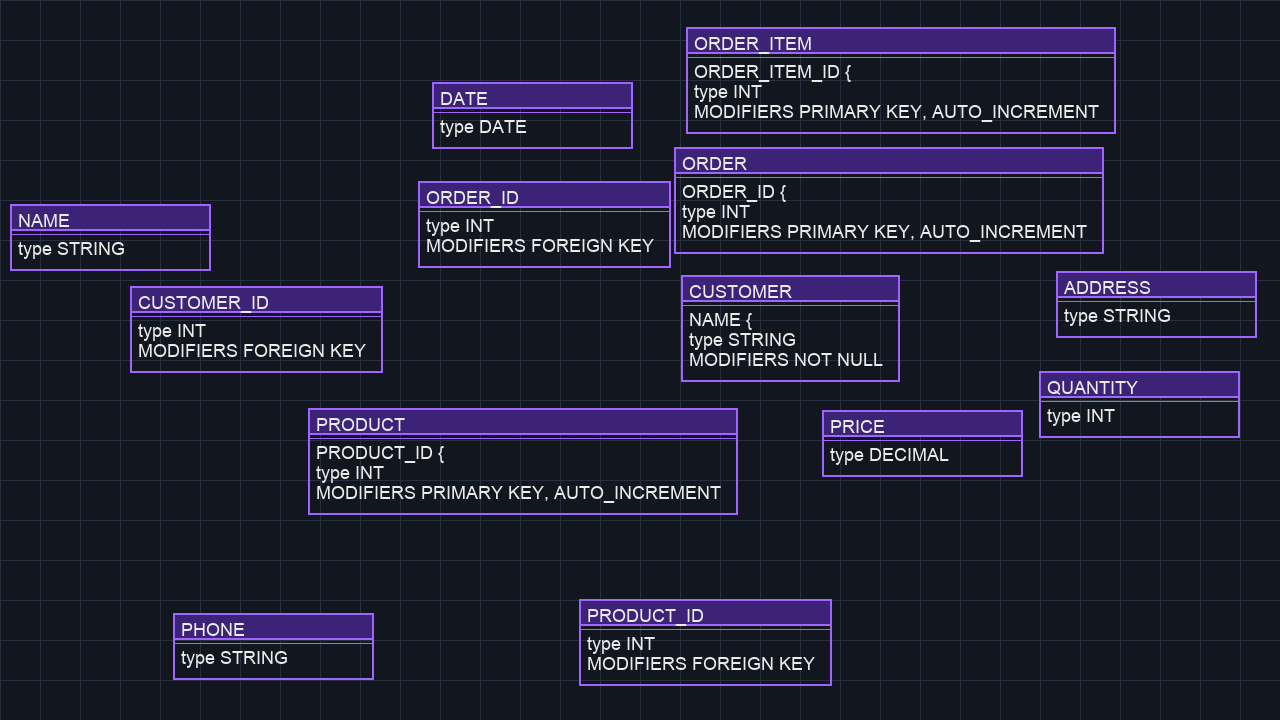 ORDER_ITEM
ORDER_ITEM_ID {
type INT
MODIFIERS PRIMARY KEY, AUTO_INCREMENT
DATE
type DATE
ORDER
ORDER_ID {
type INT
MODIFIERS PRIMARY KEY, AUTO_INCREMENT
ORDER_ID
type INT
MODIFIERS FOREIGN KEY
NAME
type STRING
CUSTOMER_ID
type INT
MODIFIERS FOREIGN KEY
CUSTOMER
NAME {
type STRING
MODIFIERS NOT NULL
ADDRESS
type STRING
QUANTITY
type INT
PRODUCT
PRODUCT_ID {
type INT
MODIFIERS PRIMARY KEY, AUTO_INCREMENT
PRICE
type DECIMAL
PHONE
type STRING
PRODUCT_ID
type INT
MODIFIERS FOREIGN KEY